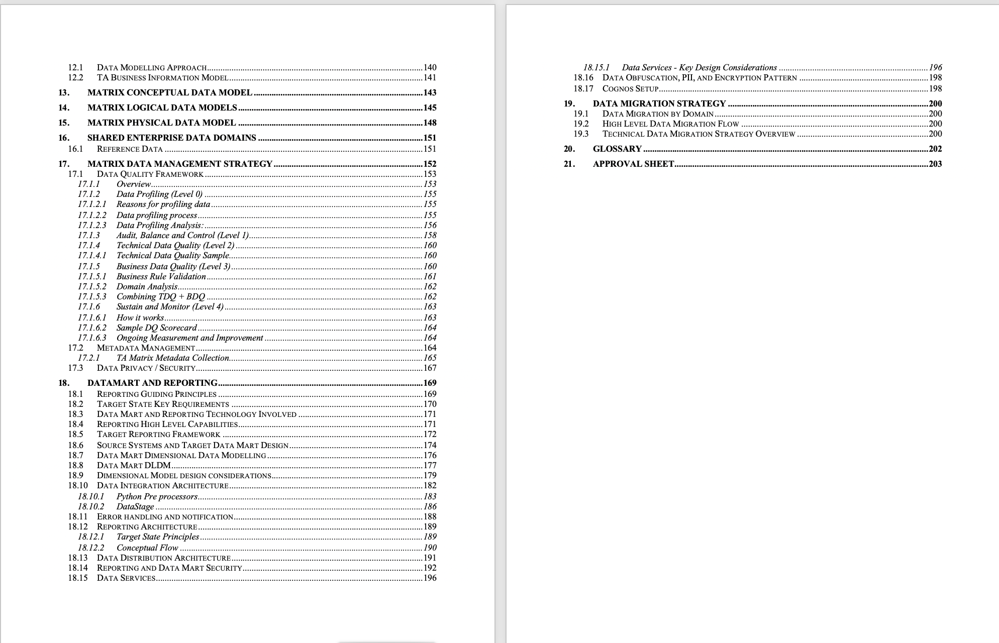 12.1 Data Modelling Approach 140
12.2 TA Business Information Model 141
13. MATRIX CONCEPTUAL DATA MODEL 143
14. MATRIX LOGICAL DATA MODELS 145
15. MATRIX PHYSICAL DATA MODEL 148
16. SHARED ENTERPRISE DATA DOMAINS 151
16.1 Reference Data 151
17. MATRIX DATA MANAGEMENT STRATEGY 152
17.1 Data Quality Framework 153
17.1.1 Overview 153
17.1.2 Data Profiling (Level 0) 155
17.1.2.1 Reasons for profiling data 155
17.1.2.2 Data profiling process 155
17.1.2.3 Data Profiling Analysis: 156
17.1.3 Audit, Balance and Control (Level 1) 158
17.1.4 Technical Data Quality (Level 2) 160
17.1.4.1 Technical Data Quality Sample 160
17.1.5 Business Data Quality (Level 3) 160
17.1.5.1 Business Rule Validation 161
17.1.5.2 Domain Analysis 162
17.1.5.3 Combining TDQ + BDQ 162
17.1.6 Sustain and Monitor (Level 4) 163
17.1.6.1 How it works 163
17.1.6.2 Sample DQ Scorecard 164
17.1.6.3 Ongoing Measurement and Improvement 164
17.2 Metadata Management 164
17.2.1 TA Matrix Metadata Collection 165
17.3 Data Privacy / Security 167
18. DATAMART AND REPORTING 169
18.1 Reporting Guiding Principles 169
18.2 Target State Key Requirements 170
18.3 Data Mart and Reporting Technology Involved 171
18.4 Reporting High Level Capabilities 171
18.5 Target Reporting Framework 172
18.6 Source Systems and Target Data Mart Design 174
18.7 Data Mart Dimensional Data Modelling 176
18.8 Data Mart DLDM 177
18.9 Dimensional Model design considerations 179
18.10 Data Integration Architecture 182
18.10.1 Python Pre processors 183
18.10.2 DataStage 186
18.11 Error handling and notification 188
18.12 Reporting Architecture 189
18.12.1 Target State Principles 189
18.12.2 Conceptual Flow 190
18.13 Data Distribution Architecture 191
18.14 Reporting and Data Mart Security 192
18.15 Data Services 196
18.15.1 Data Services - Key Design Considerations 196
18.16 Data Obfuscation, PII, and Encryption Pattern 198
18.17 Cognos Setup 198
19. DATA MIGRATION STRATEGY 200
19.1 Data Migration by Domain 200
19.2 High Level Data Migration Flow 200
19.3 Technical Data Migration Strategy Overview 200
20. GLOSSARY 202
21. APPROVAL SHEET 203